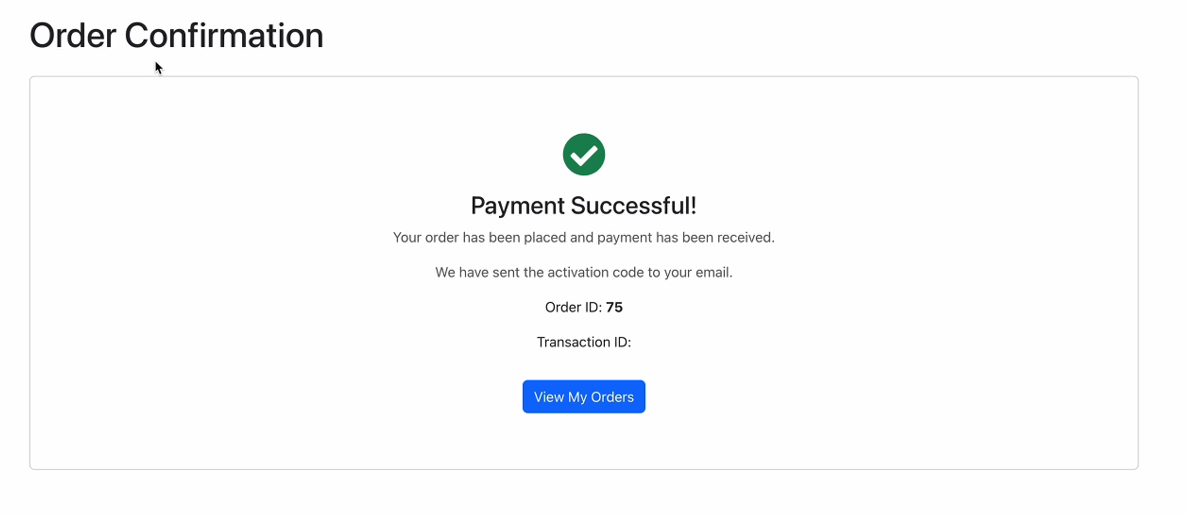 Order Confirmation
Payment Successful!
Your order has been placed and payment has been received.
We have sent the activation code to your email.
Order ID: 75
Transaction ID:
View My Orders